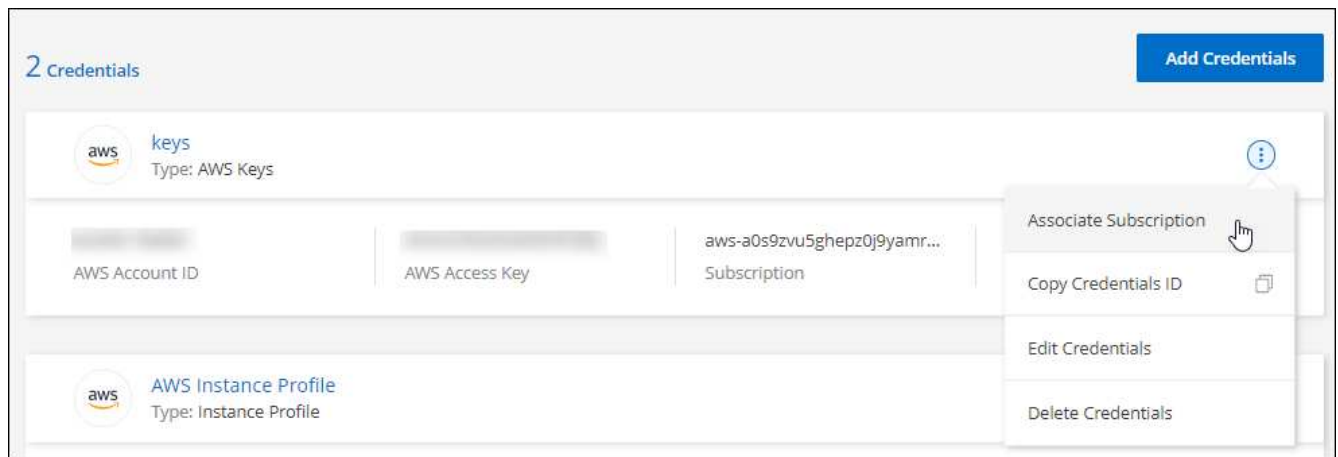 2 Credentials
Add Credentials
aws
keys
Type: AWS Keys
Associate Subscription
aws-a0s9zvu5ghepz0j9yamr...
AWS Account ID
AWS Access Key
Subscription
Copy Credentials ID
Edit Credentials
aws
AWS Instance Profile
Type: Instance Profile
Delete Credentials